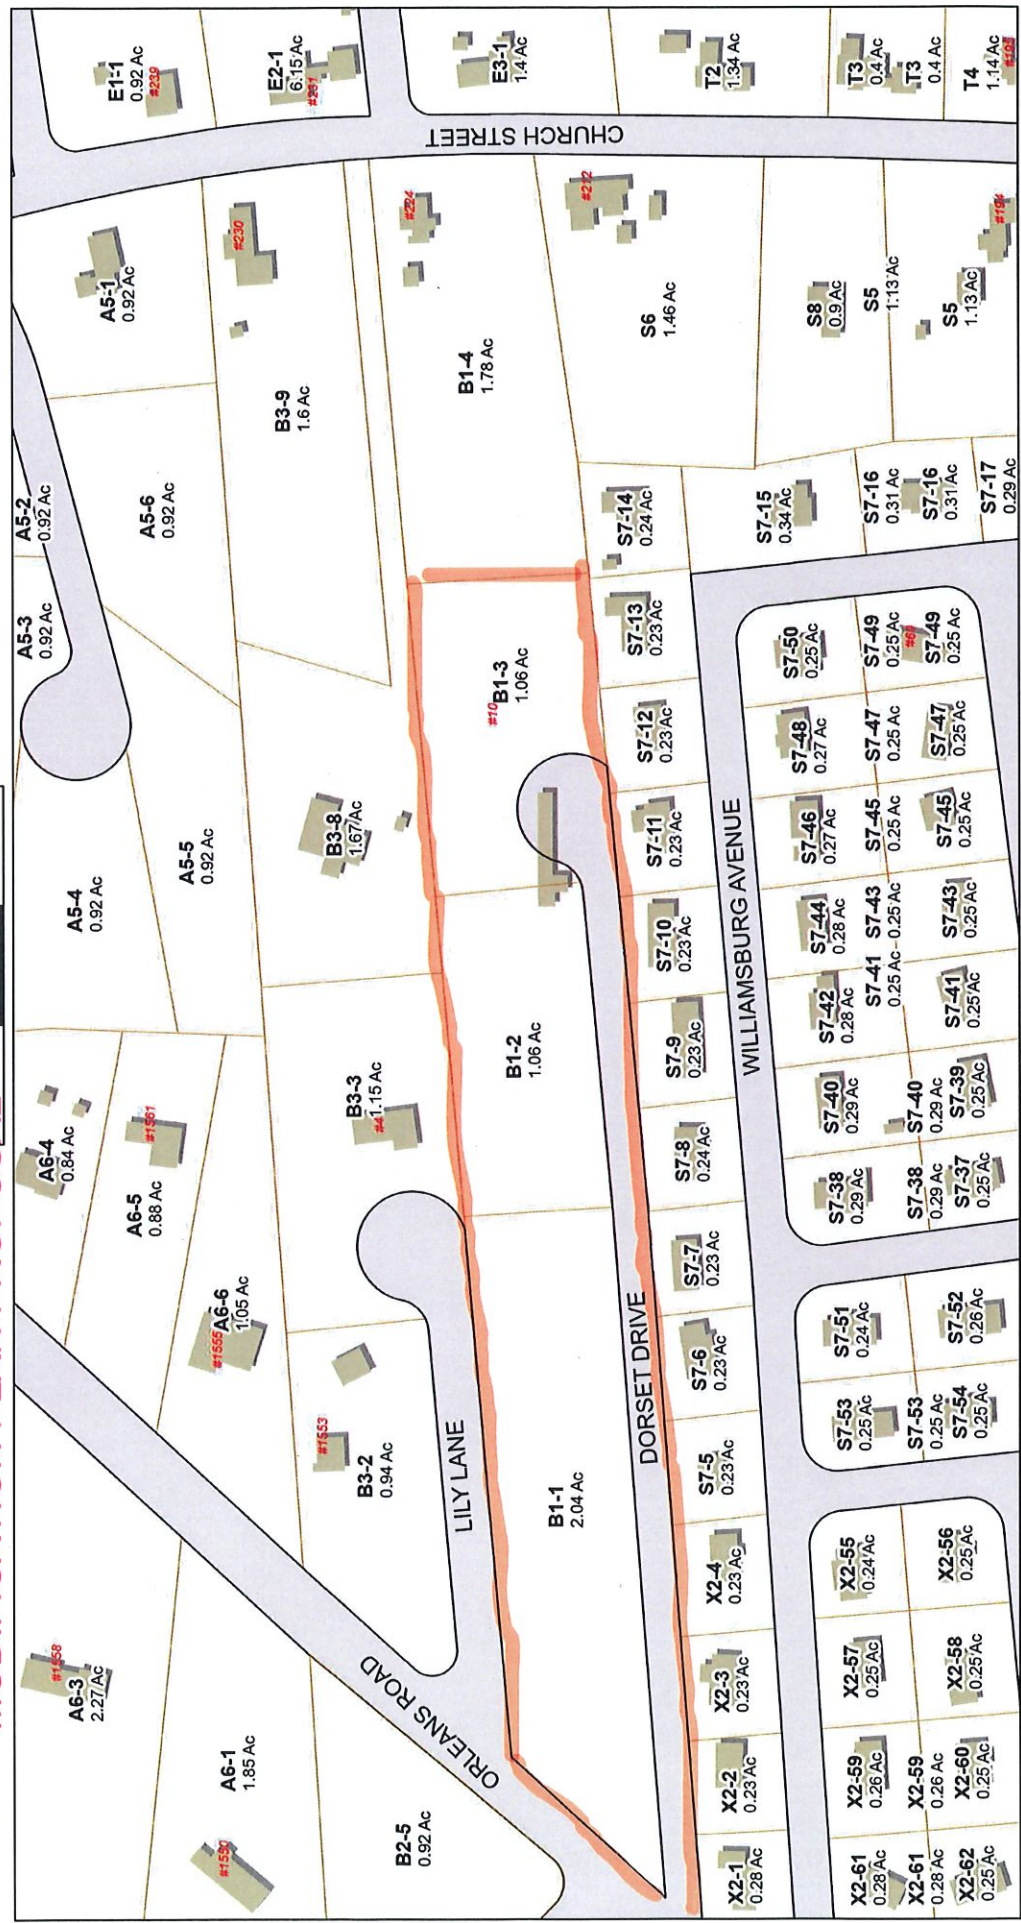 E1-1
0.92 Ac
#239
E2-1
6.15 Ac
#231
E3-1
1.4 Ac
T2
1.34 Ac
T3
0.4 Ac
T3
0.4 Ac
T4
1.14 Ac
#195
CHURCH STREET
A5-1
0.92 Ac
#230
B3-9
1.6 Ac
#224
B1-4
1.78 Ac
#212
S6
1.46 Ac
S8
0.9 Ac
S5
1.13 Ac
S5
1.13 Ac
#194
A5-2
0.92 Ac
A5-6
0.92 Ac
A5-3
0.92 Ac
S7-14
0.24 Ac
S7-15
0.34 Ac
S7-16
0.31 Ac
S7-16
0.31 Ac
S7-17
0.29 Ac
#10
B1-3
1.06 Ac
S7-13
0.23 Ac
S7-12
0.23 Ac
S7-11
0.23 Ac
S7-10
0.23 Ac
S7-9
0.23 Ac
S7-8
0.24 Ac
S7-7
0.23 Ac
S7-6
0.23 Ac
S7-5
0.23 Ac
X2-4
0.23 Ac
X2-3
0.23 Ac
X2-2
0.23 Ac
X2-1
0.28 Ac
A5-4
0.92 Ac
A5-5
0.92 Ac
B3-8
1.67 Ac
B1-2
1.06 Ac
B3-3
1.15 Ac
#4
A6-4
0.84 Ac
A6-5
0.88 Ac
#1561
A6-6
1.05 Ac
#1555
#1553
B3-2
0.94 Ac
LILY LANE
B1-1
2.04 Ac
DORSET DRIVE
WILLIAMSBURG AVENUE
ORLEANS ROAD
#1558
A6-3
2.27 Ac
A6-1
1.85 Ac
#1550
B2-5
0.92 Ac
S7-50
0.25 Ac
S7-49
0.25 Ac
S7-49
0.25 Ac
S7-48
0.27 Ac
S7-47
0.25 Ac
S7-47
0.25 Ac
S7-46
0.27 Ac
S7-45
0.25 Ac
S7-45
0.25 Ac
S7-44
0.28 Ac
S7-43
0.25 Ac
S7-43
0.25 Ac
S7-42
0.28 Ac
S7-41
0.25 Ac
S7-41
0.25 Ac
S7-40
0.29 Ac
S7-40
0.29 Ac
S7-39
0.25 Ac
S7-38
0.29 Ac
S7-38
0.29 Ac
S7-37
0.25 Ac
S7-51
0.24 Ac
S7-52
0.26 Ac
S7-53
0.25 Ac
S7-53
0.25 Ac
S7-54
0.25 Ac
X2-55
0.24 Ac
X2-56
0.25 Ac
X2-57
0.25 Ac
X2-58
0.25 Ac
X2-59
0.26 Ac
X2-59
0.26 Ac
X2-60
0.25 Ac
X2-61
0.28 Ac
X2-61
0.28 Ac
X2-62
0.25 Ac